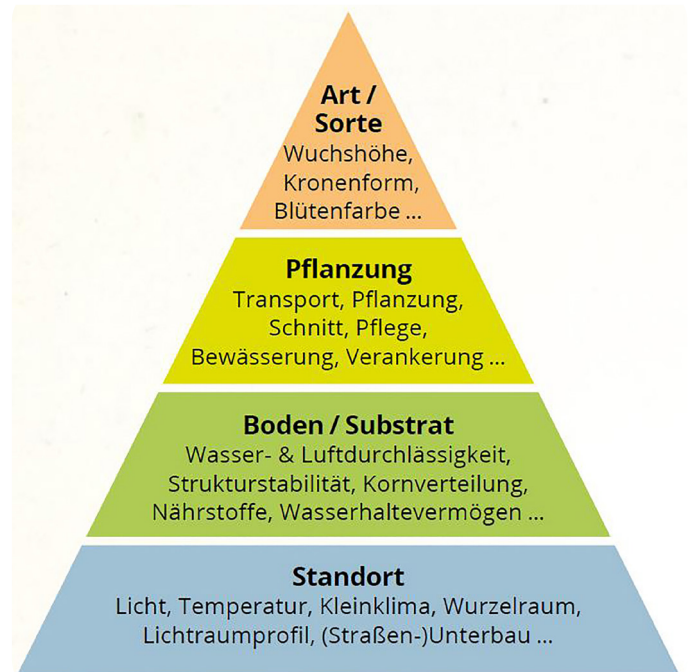 Art /
Sorte
Wuchshöhe,
Kronenform,
Blütenfarbe ...
Pflanzung
Transport, Pflanzung,
Schnitt, Pflege,
Bewässerung, Verankerung ...
Boden / Substrat
Wasser- & Luftdurchlässigkeit,
Strukturstabilität, Kornverteilung,
Nährstoffe, Wasserhaltevermögen ...
Standort
Licht, Temperatur, Kleinklima, Wurzelraum,
Lichtraumprofil, (Straßen-)Unterbau ...